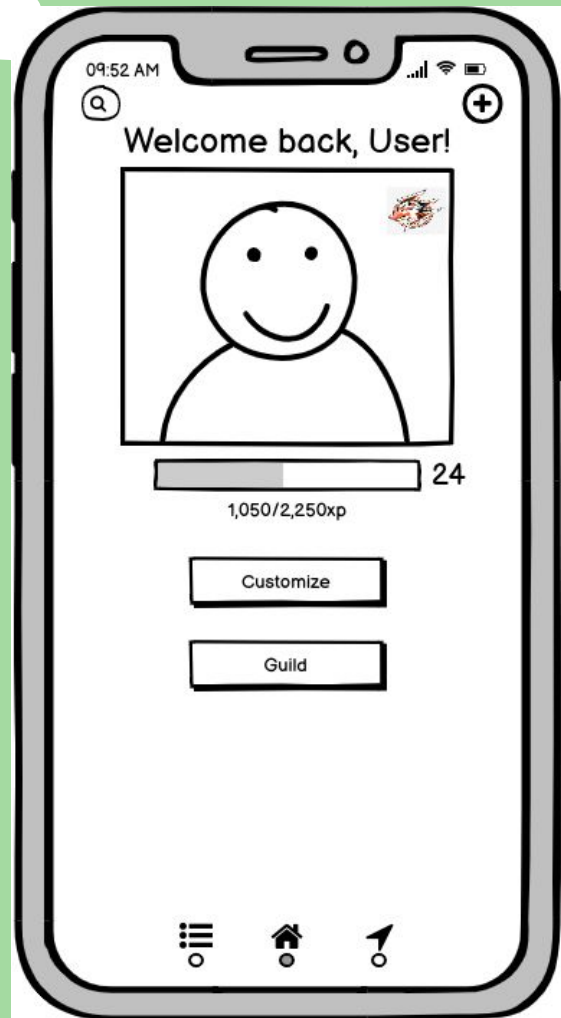 09:52 AM
Welcome back, User!
24
1,050/2,250xp
Customize
Guild